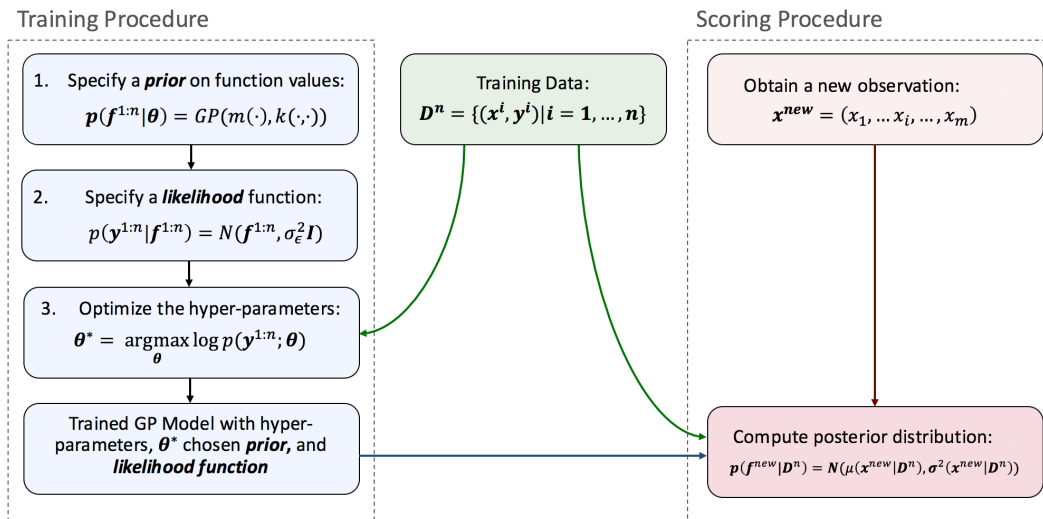 Training Procedure
1. Specify a prior on function values:
p(f^{1:n}|θ) = GP(m(·), k(·,·))
2. Specify a likelihood function:
p(y^{1:n}|f^{1:n}) = N(f^{1:n}, σ_ϵ^2 I)
3. Optimize the hyper-parameters:
θ* = argmax log p(y^{1:n}; θ)
θ
Trained GP Model with hyper-
parameters, θ* chosen prior, and
likelihood function
Training Data:
D^n = {(x^i, y^i)|i = 1, ..., n}
Scoring Procedure
Obtain a new observation:
x^{new} = (x_1, ... x_i, ... , x_m)
Compute posterior distribution:
p(f^{new}|D^n) = N(μ(x^{new}|D^n), σ^2(x^{new}|D^n))